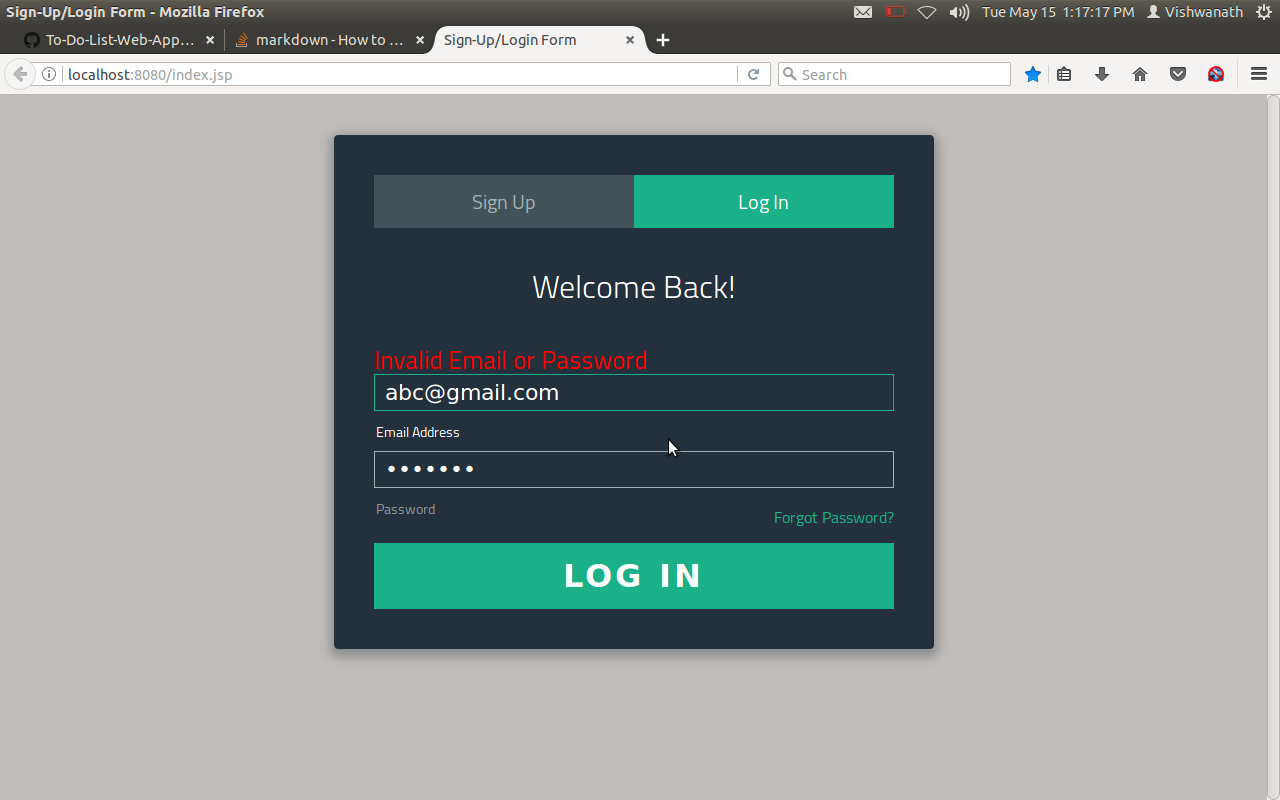 Sign-Up/Login Form - Mozilla Firefox
Tue May 15 1:17:17 PM Vishwanath
To-Do-List-Web-App...
markdown - How to ...
Sign-Up/Login Form
localhost:8080/index.jsp
Search
Sign Up
Log In
Welcome Back!
Invalid Email or Password
abc@gmail.com
Email Address
•••••••
Password
Forgot Password?
LOG IN